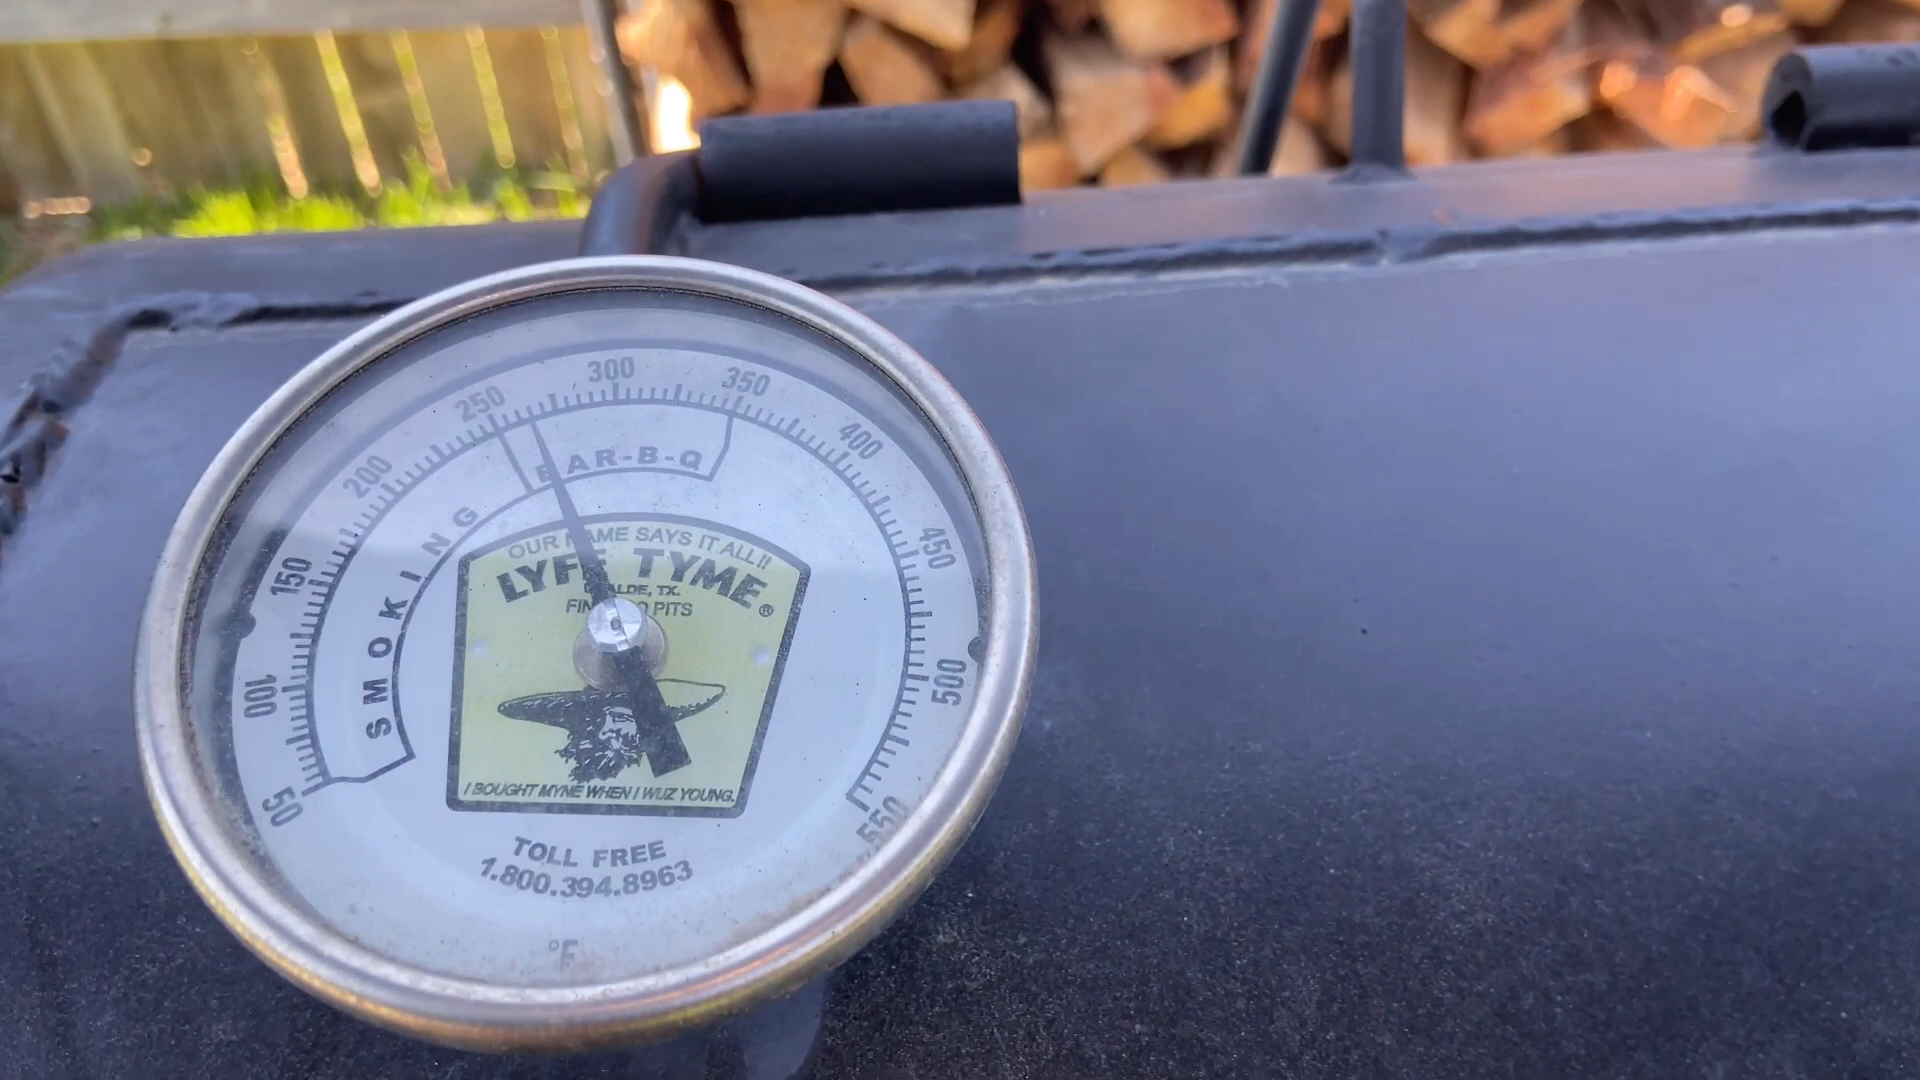 50
100
150
200
250
300
350
400
450
500
550
SMOKING
BAR-B-Q
OUR NAME SAYS IT ALL!!
LYFE TYME®
TX.
PITS
I BOUGHT MYNE WHEN I WUZ YOUNG.
TOLL FREE
1.800.394.8963
°F